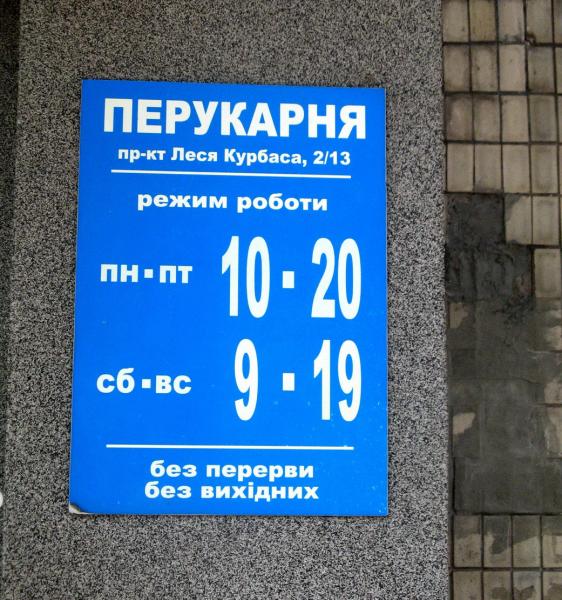 ПЕРУКАРНЯ
пр-кт Леся Курбаса, 2/13
режим роботи
пн-пт 10-20
сб-вс 9-19
без перерви
без вихідних